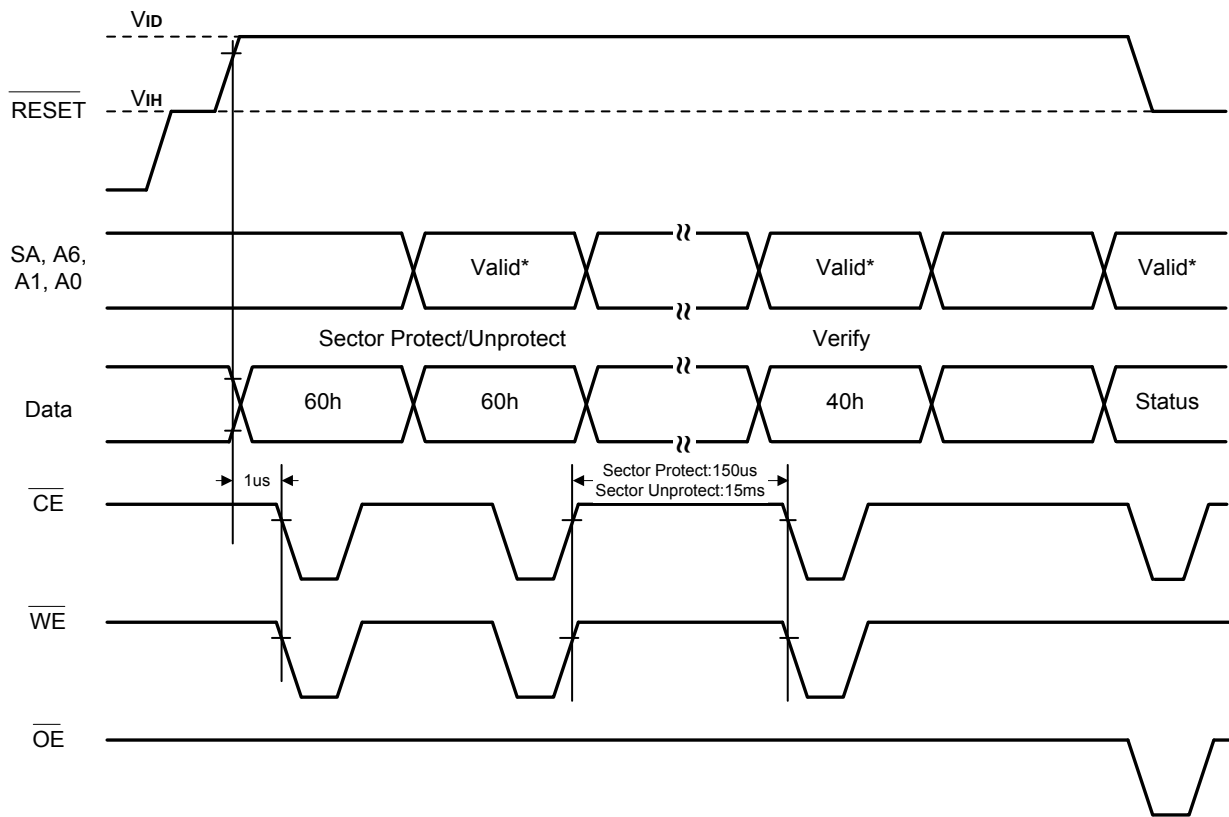 VID
RESET
VIH
SA, A6,
A1, A0
Valid*
Valid*
Valid*
Sector Protect/Unprotect
Verify
Data
60h
60h
40h
Status
1us
Sector Protect:150us
Sector Unprotect:15ms
CE
WE
OE